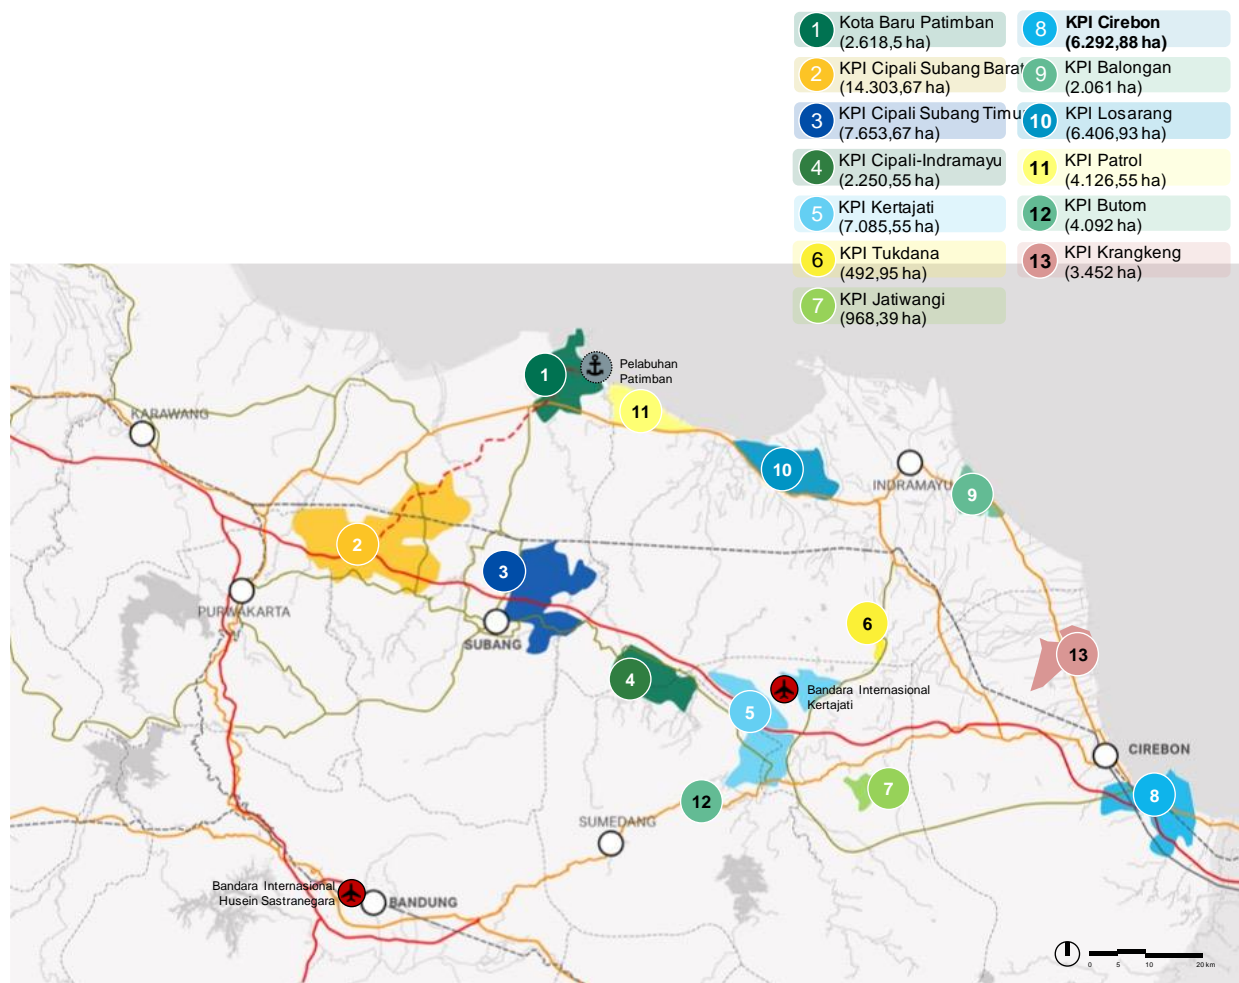 1
Kota Baru Patimban
(2.618,5 ha)
2
KPI Cipali Subang Barat
(14.303,67 ha)
3
KPI Cipali Subang Timu
(7.653,67 ha)
4
KPI Cipali-Indramayu
(2.250,55 ha)
5
KPI Kertajati
(7.085,55 ha)
6
KPI Tukdana
(492,95 ha)
7
KPI Jatiwangi
(968,39 ha)
8
KPI Cirebon
(6.292,88 ha)
9
KPI Balongan
(2.061 ha)
10
KPI Losarang
(6.406,93 ha)
11
KPI Patrol
(4.126,55 ha)
12
KPI Butom
(4.092 ha)
13
KPI Krangkeng
(3.452 ha)
1
Pelabuhan
Patimban
11
KARAWANG
10
INDRAMAYU
9
2
3
PURWAKARTA
SUBANG
6
13
4
Bandara Internasional
Kertajati
5
CIREBON
7
8
12
SUMEDANG
Bandara Internasional
Husein Sastranegara
BANDUNG
0 5 10 20 km